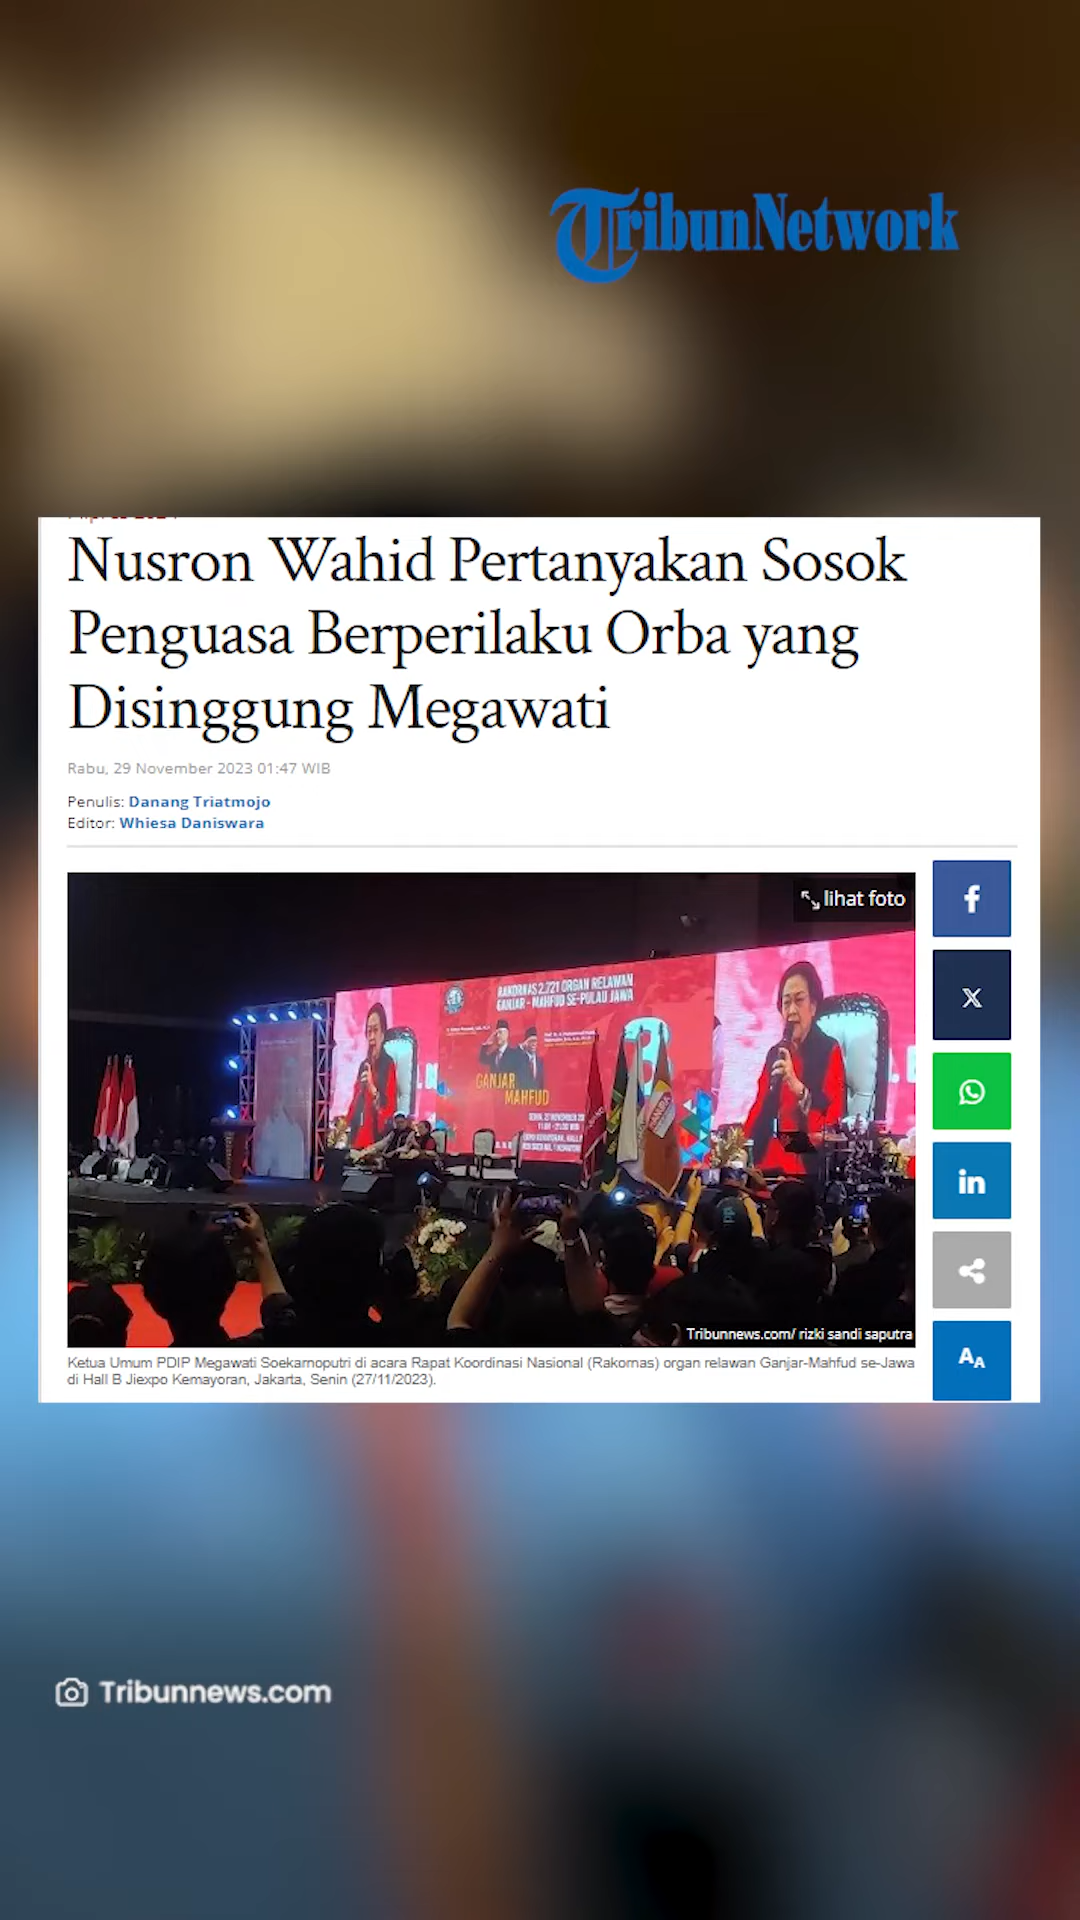 TribunNetwork
Nusron Wahid Pertanyakan Sosok
Penguasa Berperilaku Orba yang
Disinggung Megawati
Rabu, 29 November 2023 01:47 WIB
Penulis: Danang Triatmojo
Editor: Whiesa Daniswara
lihat foto
RAKORNAS 2.721 ORGAN RELAWAN
GANJAR - MAHFUD SE-PULAU JAWA
GANJAR
MAHFUD
Tribunnews.com/ rizki sandi saputra
Ketua Umum PDIP Megawati Soekarnoputri di acara Rapat Koordinasi Nasional (Rakornas) organ relawan Ganjar-Mahfud se-Jawa
di Hall B Jiexpo Kemayoran, Jakarta, Senin (27/11/2023).
f
X
in
AA
Tribunnews.com